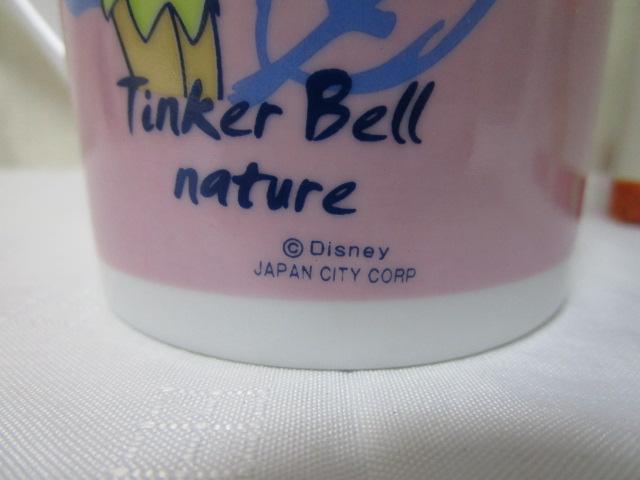 Tinker Bell
nature
© Disney
JAPAN CITY CORP